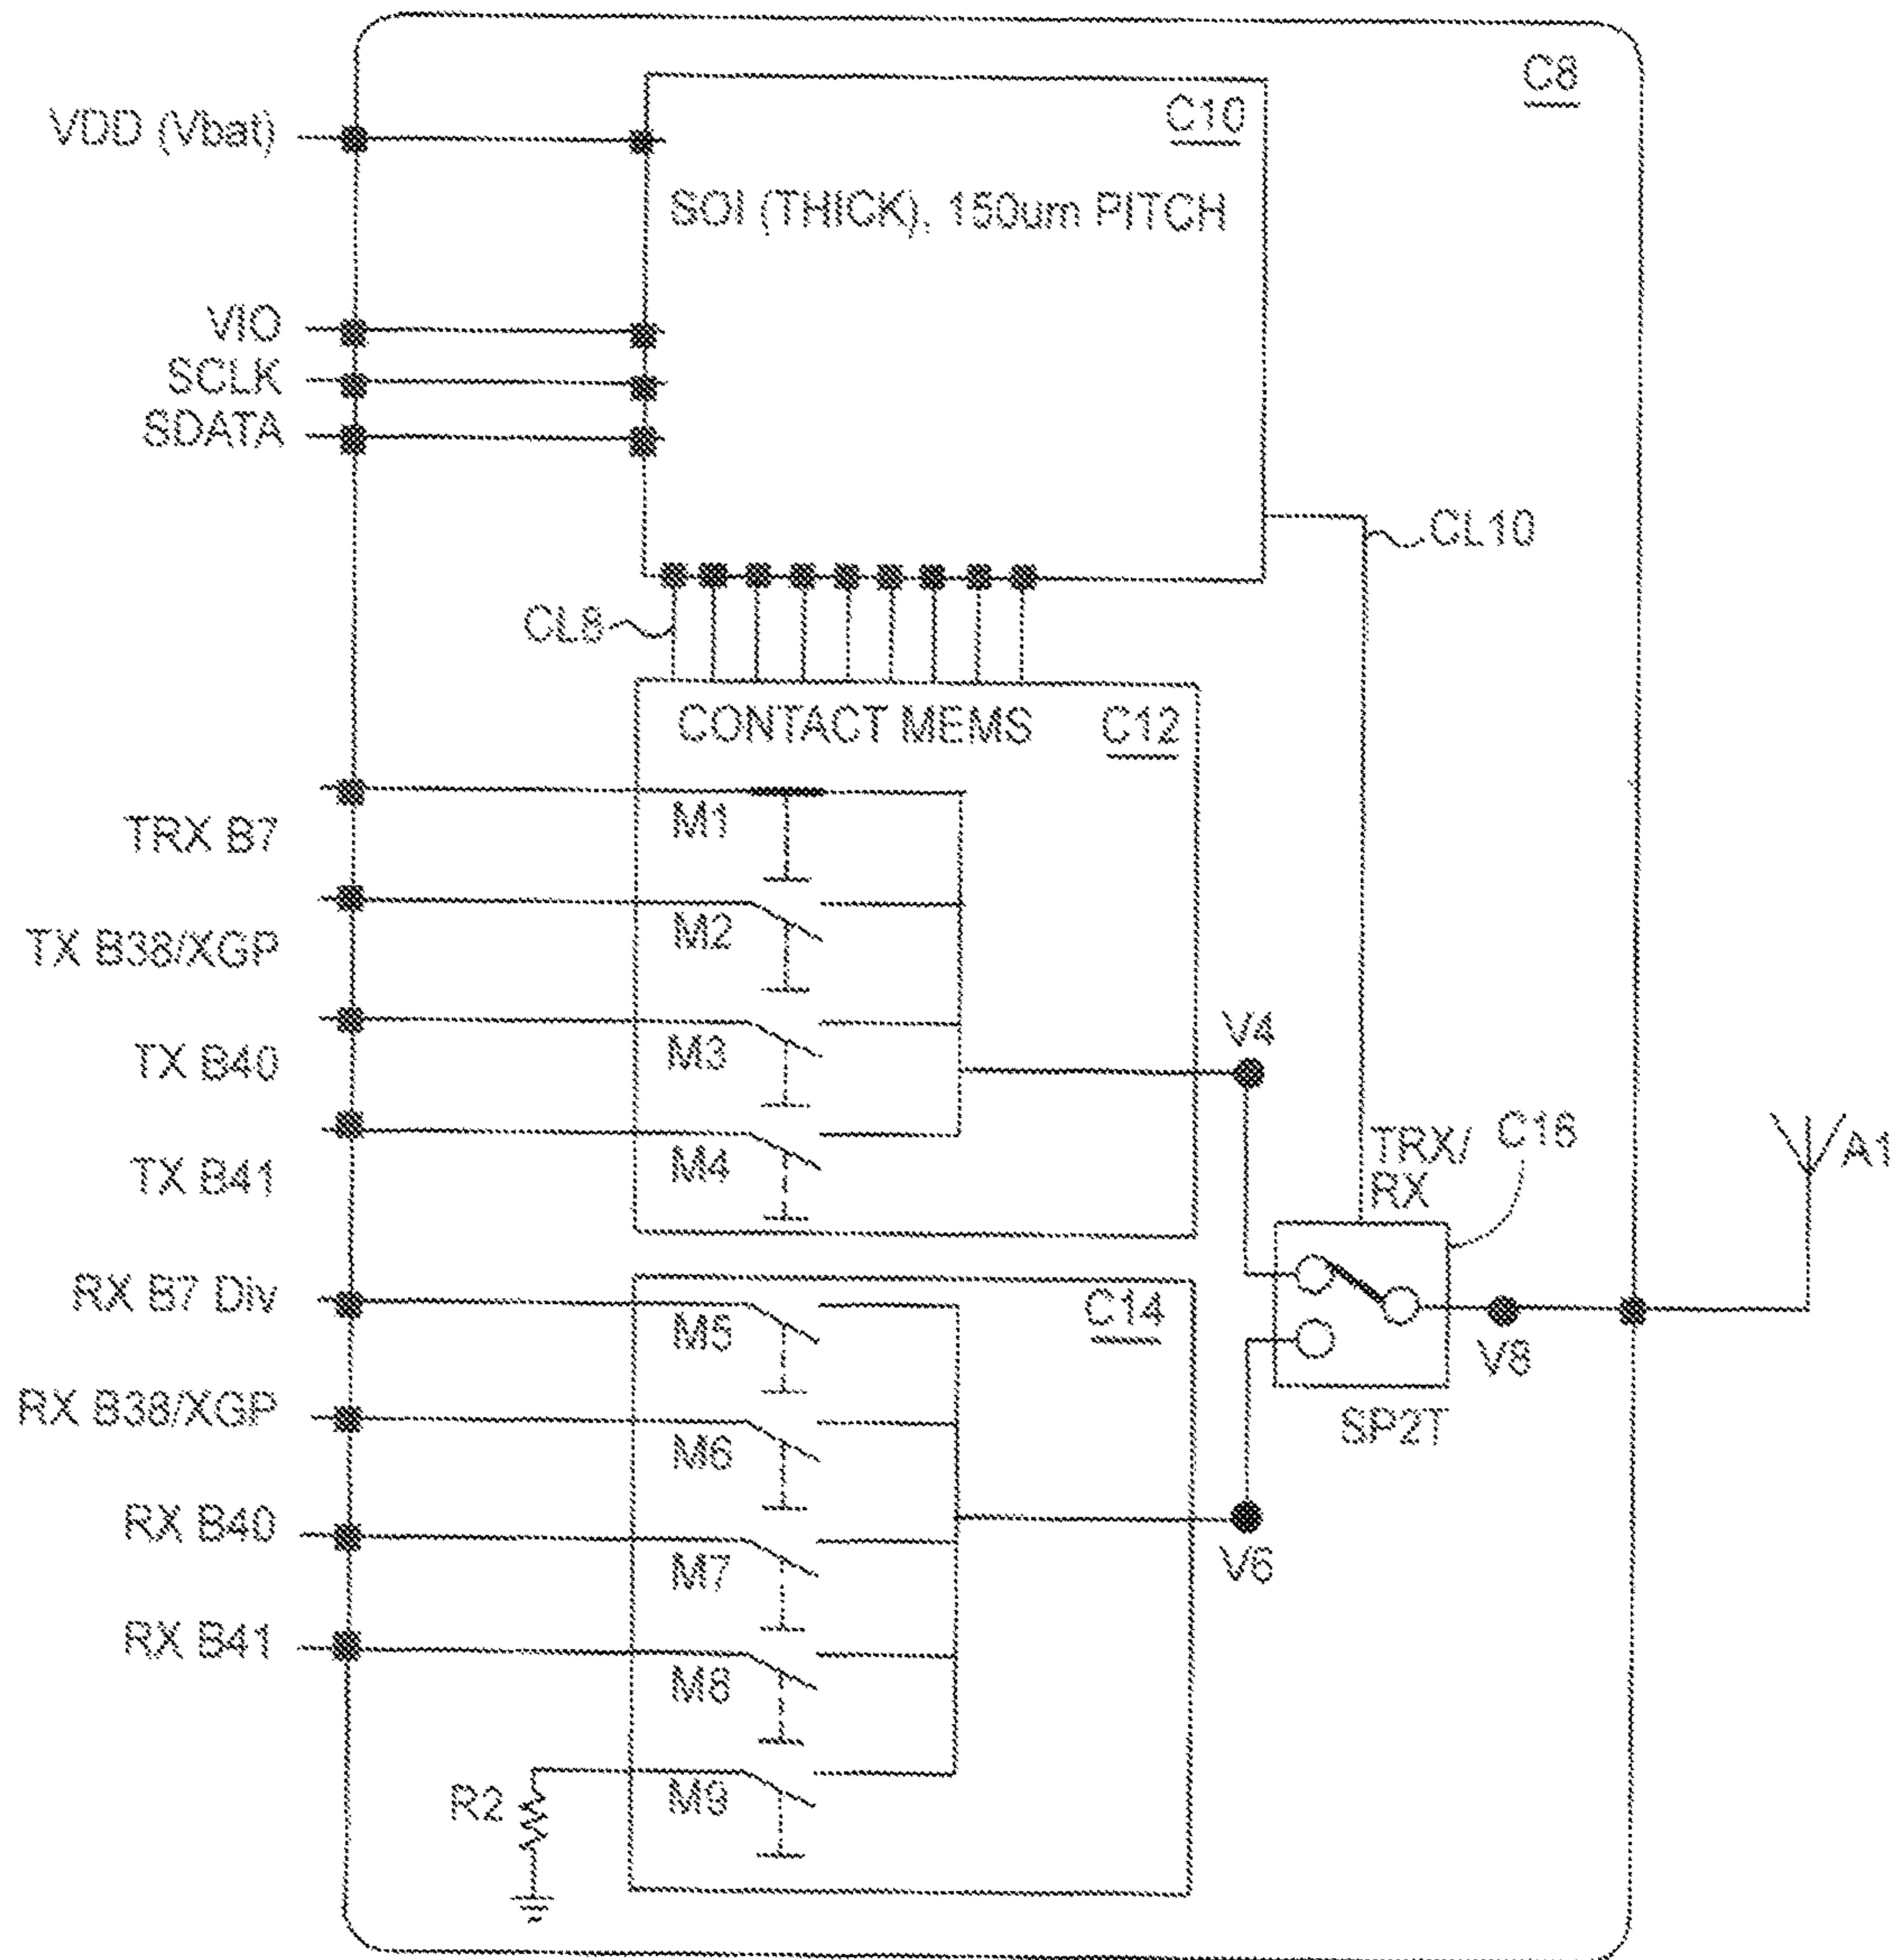 C8
VDD (Vbat)
C10
SOI (THICK), 150um PITCH
VIO
SCLK
SDATA
CL10
CL8
CONTACT MEMS
C12
M1
TRX B7
M2
TX B38/XGP
M3
TX B40
V4
M4
TX B41
TRX/
RX
C16
A1
RX B7 Div
M5
C14
V8
SP2T
RX B38/XGP
M6
RX B40
M7
V6
RX B41
M8
R2
M9